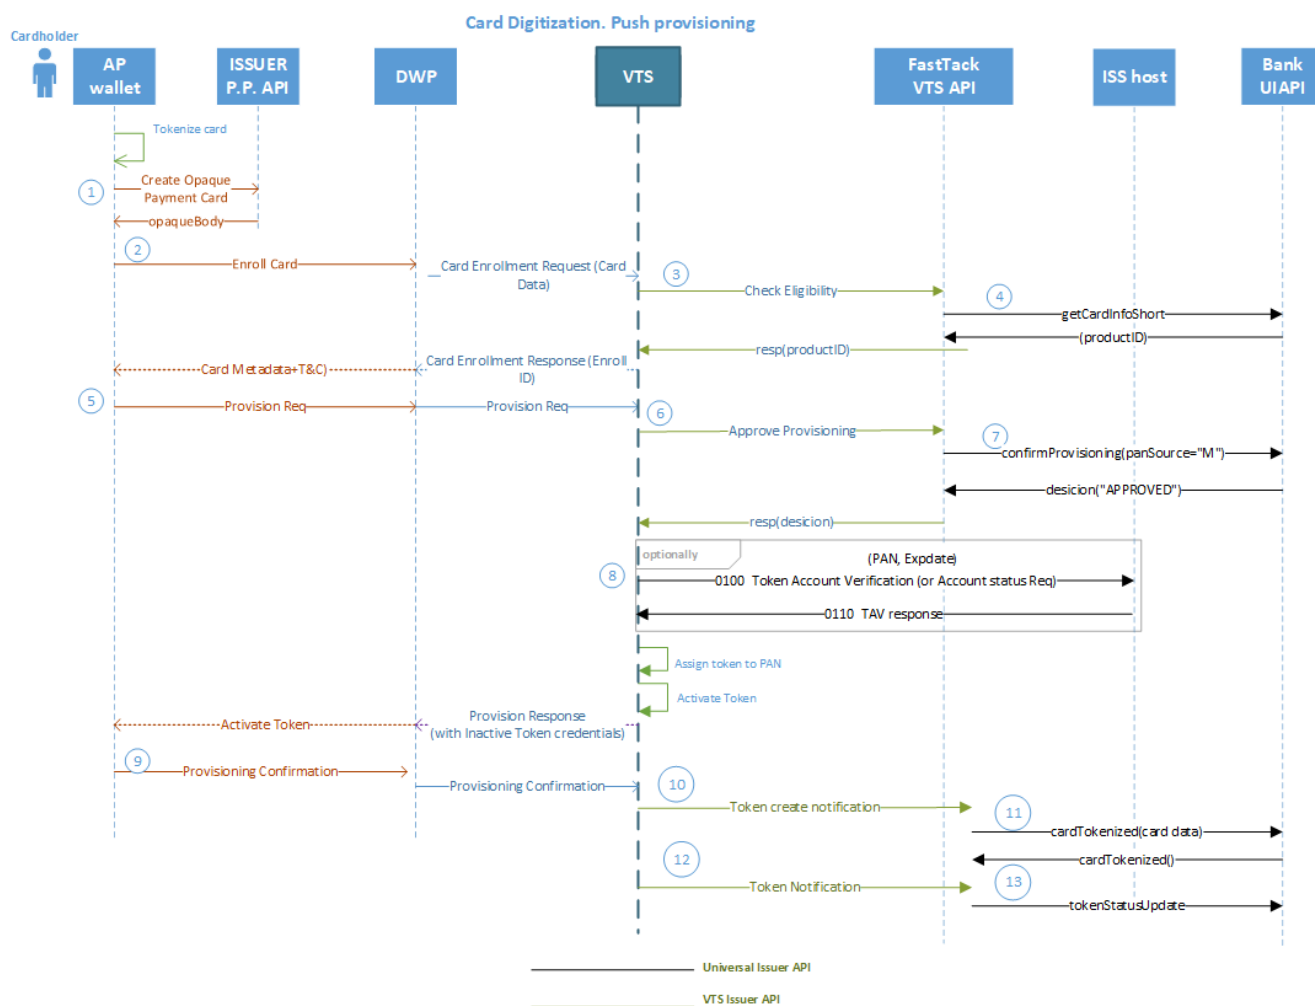 Card Digitization. Push provisioning
Cardholder
AP
wallet
ISSUER
P.P. API
DWP
VTS
FastTack
VTS API
ISS host
Bank
UIAPI
Tokenize card
1
Create Opaque
Payment Card
opaqueBody
2
Enroll Card
Card Enrollment Request (Card
Data)
3
Check Eligibility
4
getCardInfoShort
(productID)
resp(productID)
Card Enrollment Response (Enroll
ID)
Card Metadata+T&C)
5
Provision Req
Provision Req
6
Approve Provisioning
7
confirmProvisioning(panSource="M")
desicion("APPROVED")
resp(desicion)
optionally
(PAN, Expdate)
8
0100 Token Account Verification (or Account status Req)
0110 TAV response
Assign token to PAN
Activate Token
Provision Response
(with Inactive Token credentials)
Activate Token
9
Provisioning Confirmation
Provisioning Confirmation
10
Token create notification
11
cardTokenized(card data)
cardTokenized()
12
Token Notification
13
tokenStatusUpdate
Universal Issuer API
VTS Issuer API